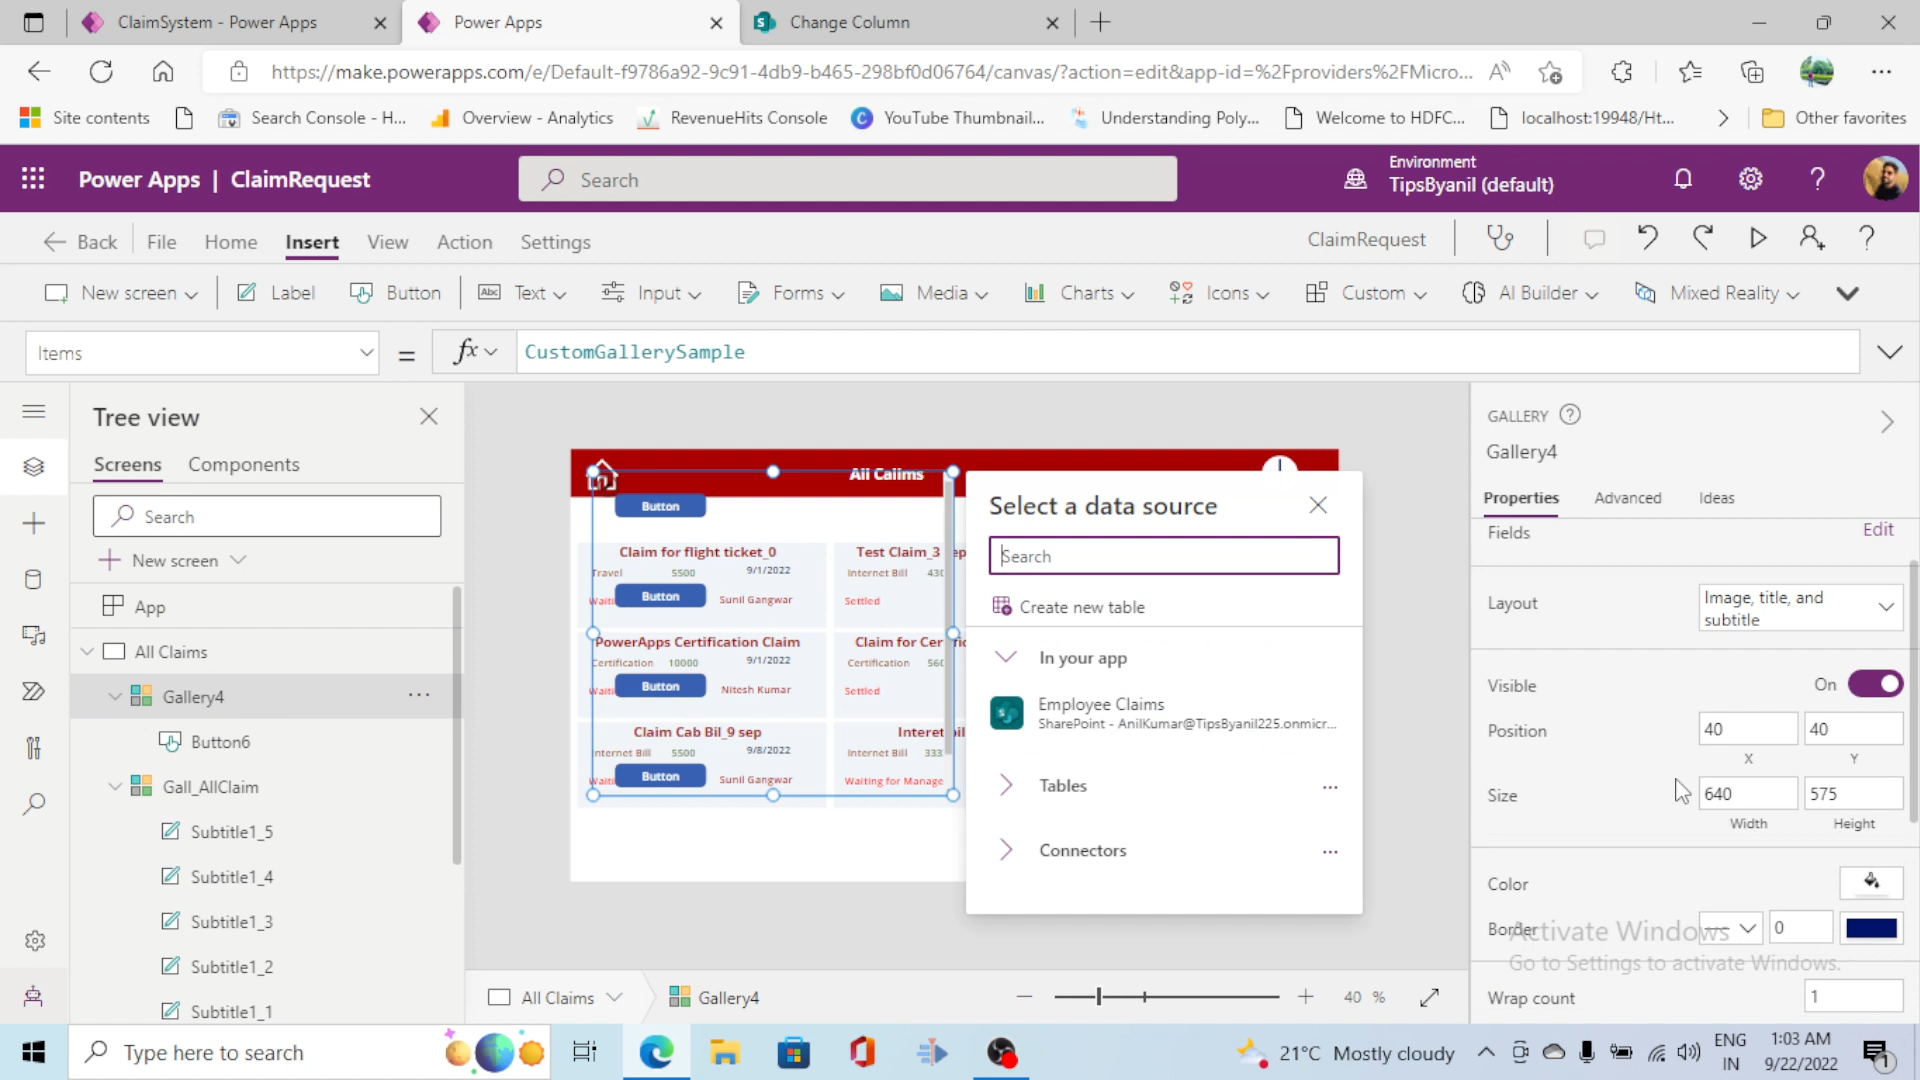 ClaimSystem - Power Apps
Power Apps
Change Column
https://make.powerapps.com/e/Default-f9786a92-9c91-4db9-b465-298bf0d06764/canvas/?action=edit&app-id=%2Fproviders%2FMicro...
Site contents
Search Console - H...
Overview - Analytics
RevenueHits Console
YouTube Thumbnail...
Understanding Poly...
Welcome to HDFC...
localhost:19948/Ht...
Other favorites
Power Apps | ClaimRequest
Search
Environment
TipsByanil (default)
Back
File
Home
Insert
View
Action
Settings
ClaimRequest
New screen
Label
Button
Text
Input
Forms
Media
Charts
Icons
Custom
AI Builder
Mixed Reality
Items
=
fx
CustomGallerySample
Tree view
Screens
Components
Search
New screen
App
All Claims
Gallery4
Button6
Gall_AllClaim
Subtitle1_5
Subtitle1_4
Subtitle1_3
Subtitle1_2
Subtitle1_1
All Calims
Button
Claim for flight ticket_0
Travel 5500 9/1/2022
Button
Sunil Gangwar
Test Claim_3
Internet Bill
Settled
PowerApps Certification Claim
Certification 10000 9/1/2022
Button
Nitesh Kumar
Claim for Cer
Certification
Settled
Claim Cab Bil_9 sep
Internet Bill 5500 9/8/2022
Button
Sunil Gangwar
Interet
Internet Bill 333
Waiting for Manage
Select a data source
Search
Create new table
In your app
Employee Claims
SharePoint - AnilKumar@TipsByanil225.onmicr...
Tables
Connectors
GALLERY
Gallery4
Properties
Advanced
Ideas
Fields
Edit
Layout
Image, title, and
subtitle
Visible
On
Position
40
40
X
Y
Size
640
575
Width
Height
Color
Border
0
Activate Windows
Go to Settings to activate Windows.
Wrap count
1
All Claims
Gallery4
40 %
Type here to search
21°C Mostly cloudy
ENG
IN
1:03 AM
9/22/2022
1